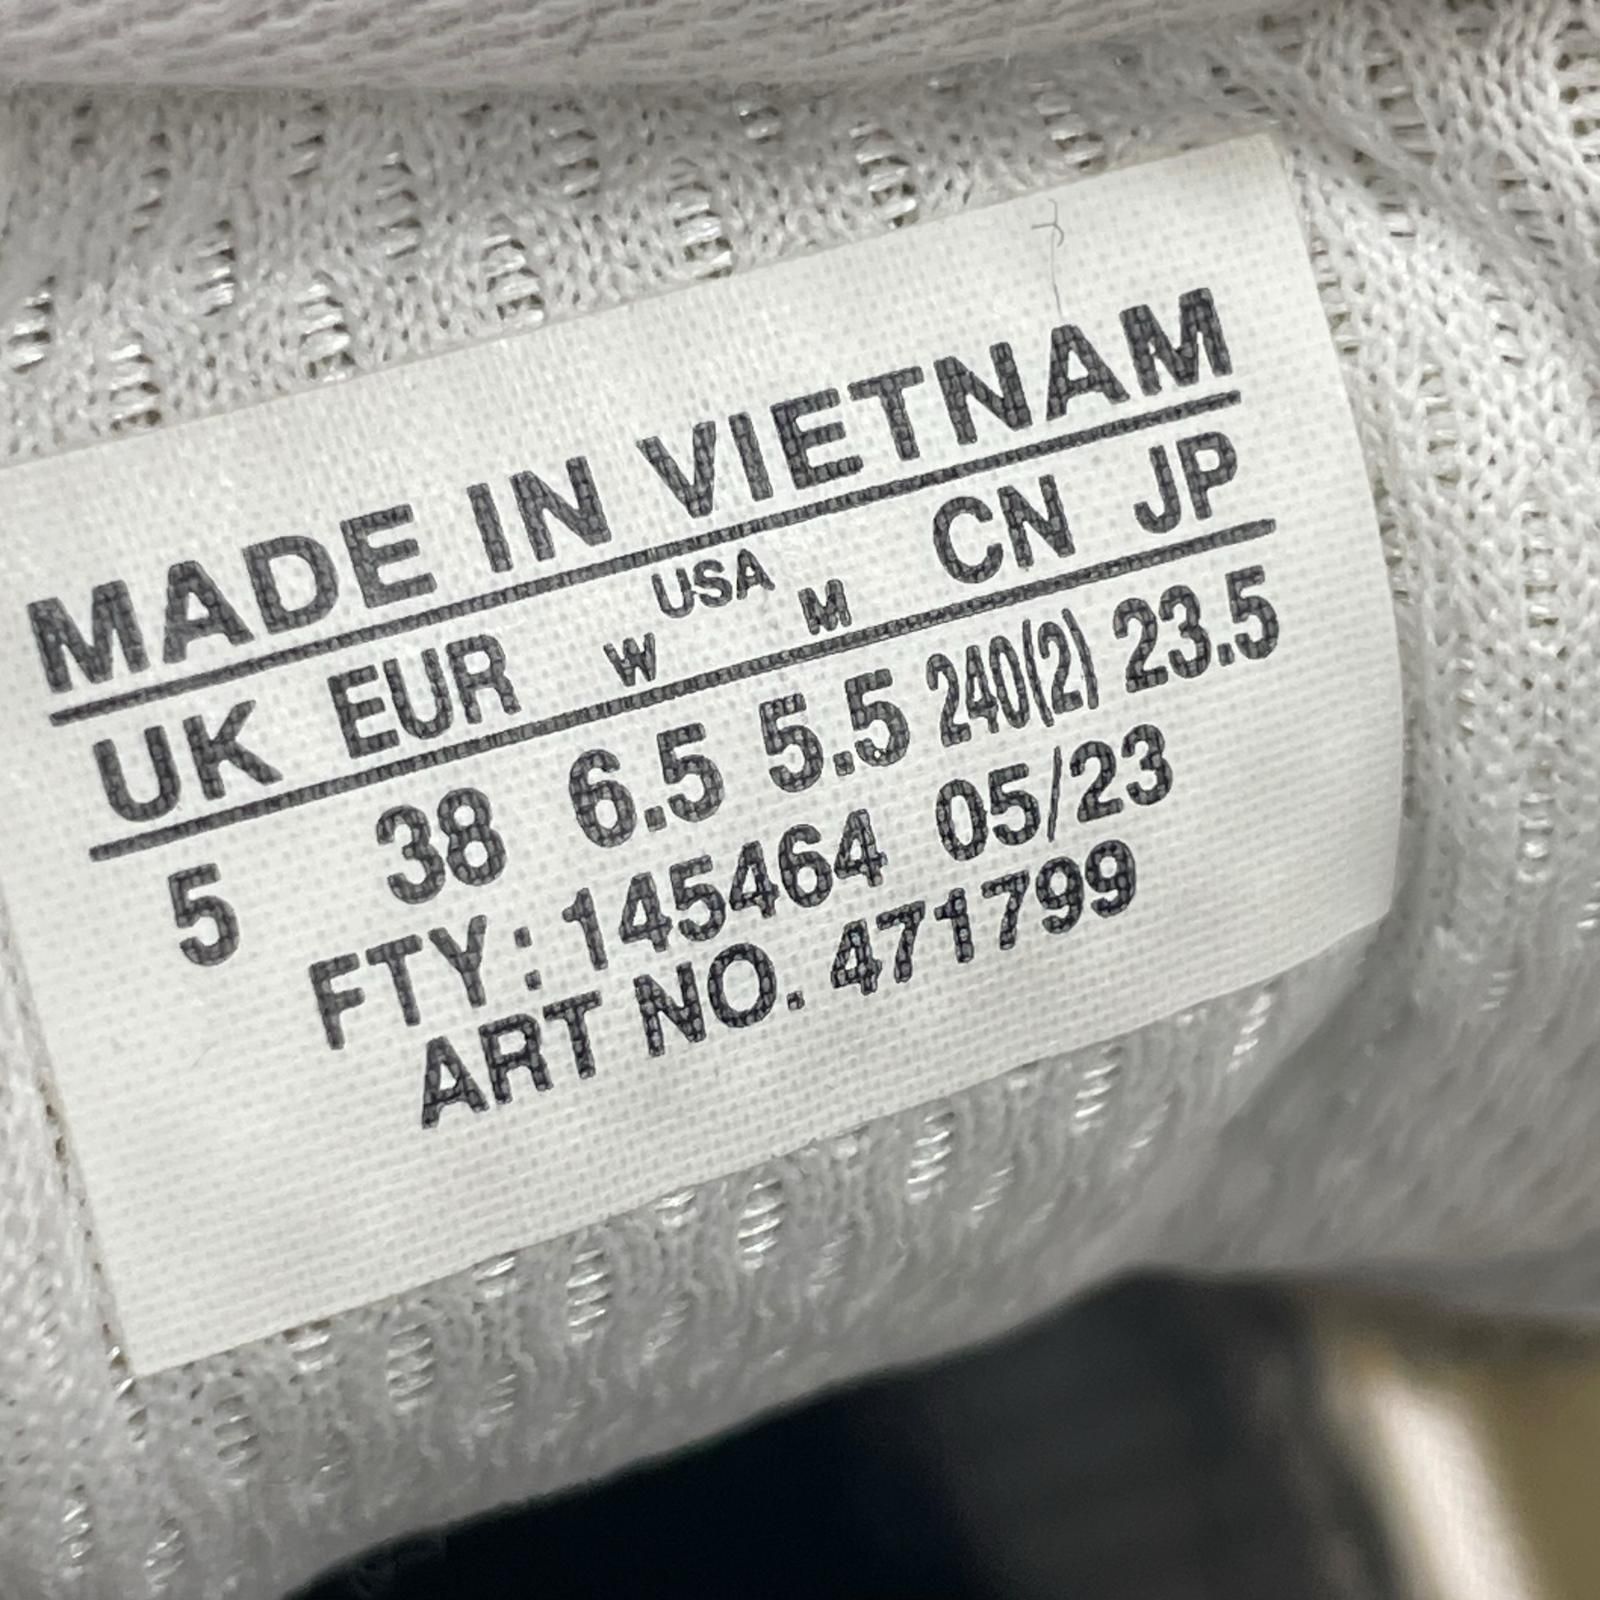 MADE IN VIETNAM
UK EUR W USA M CN JP
5 38 6.5 5.5 240(2) 23.5
FTY: 145464 05/23
ART NO. 471799